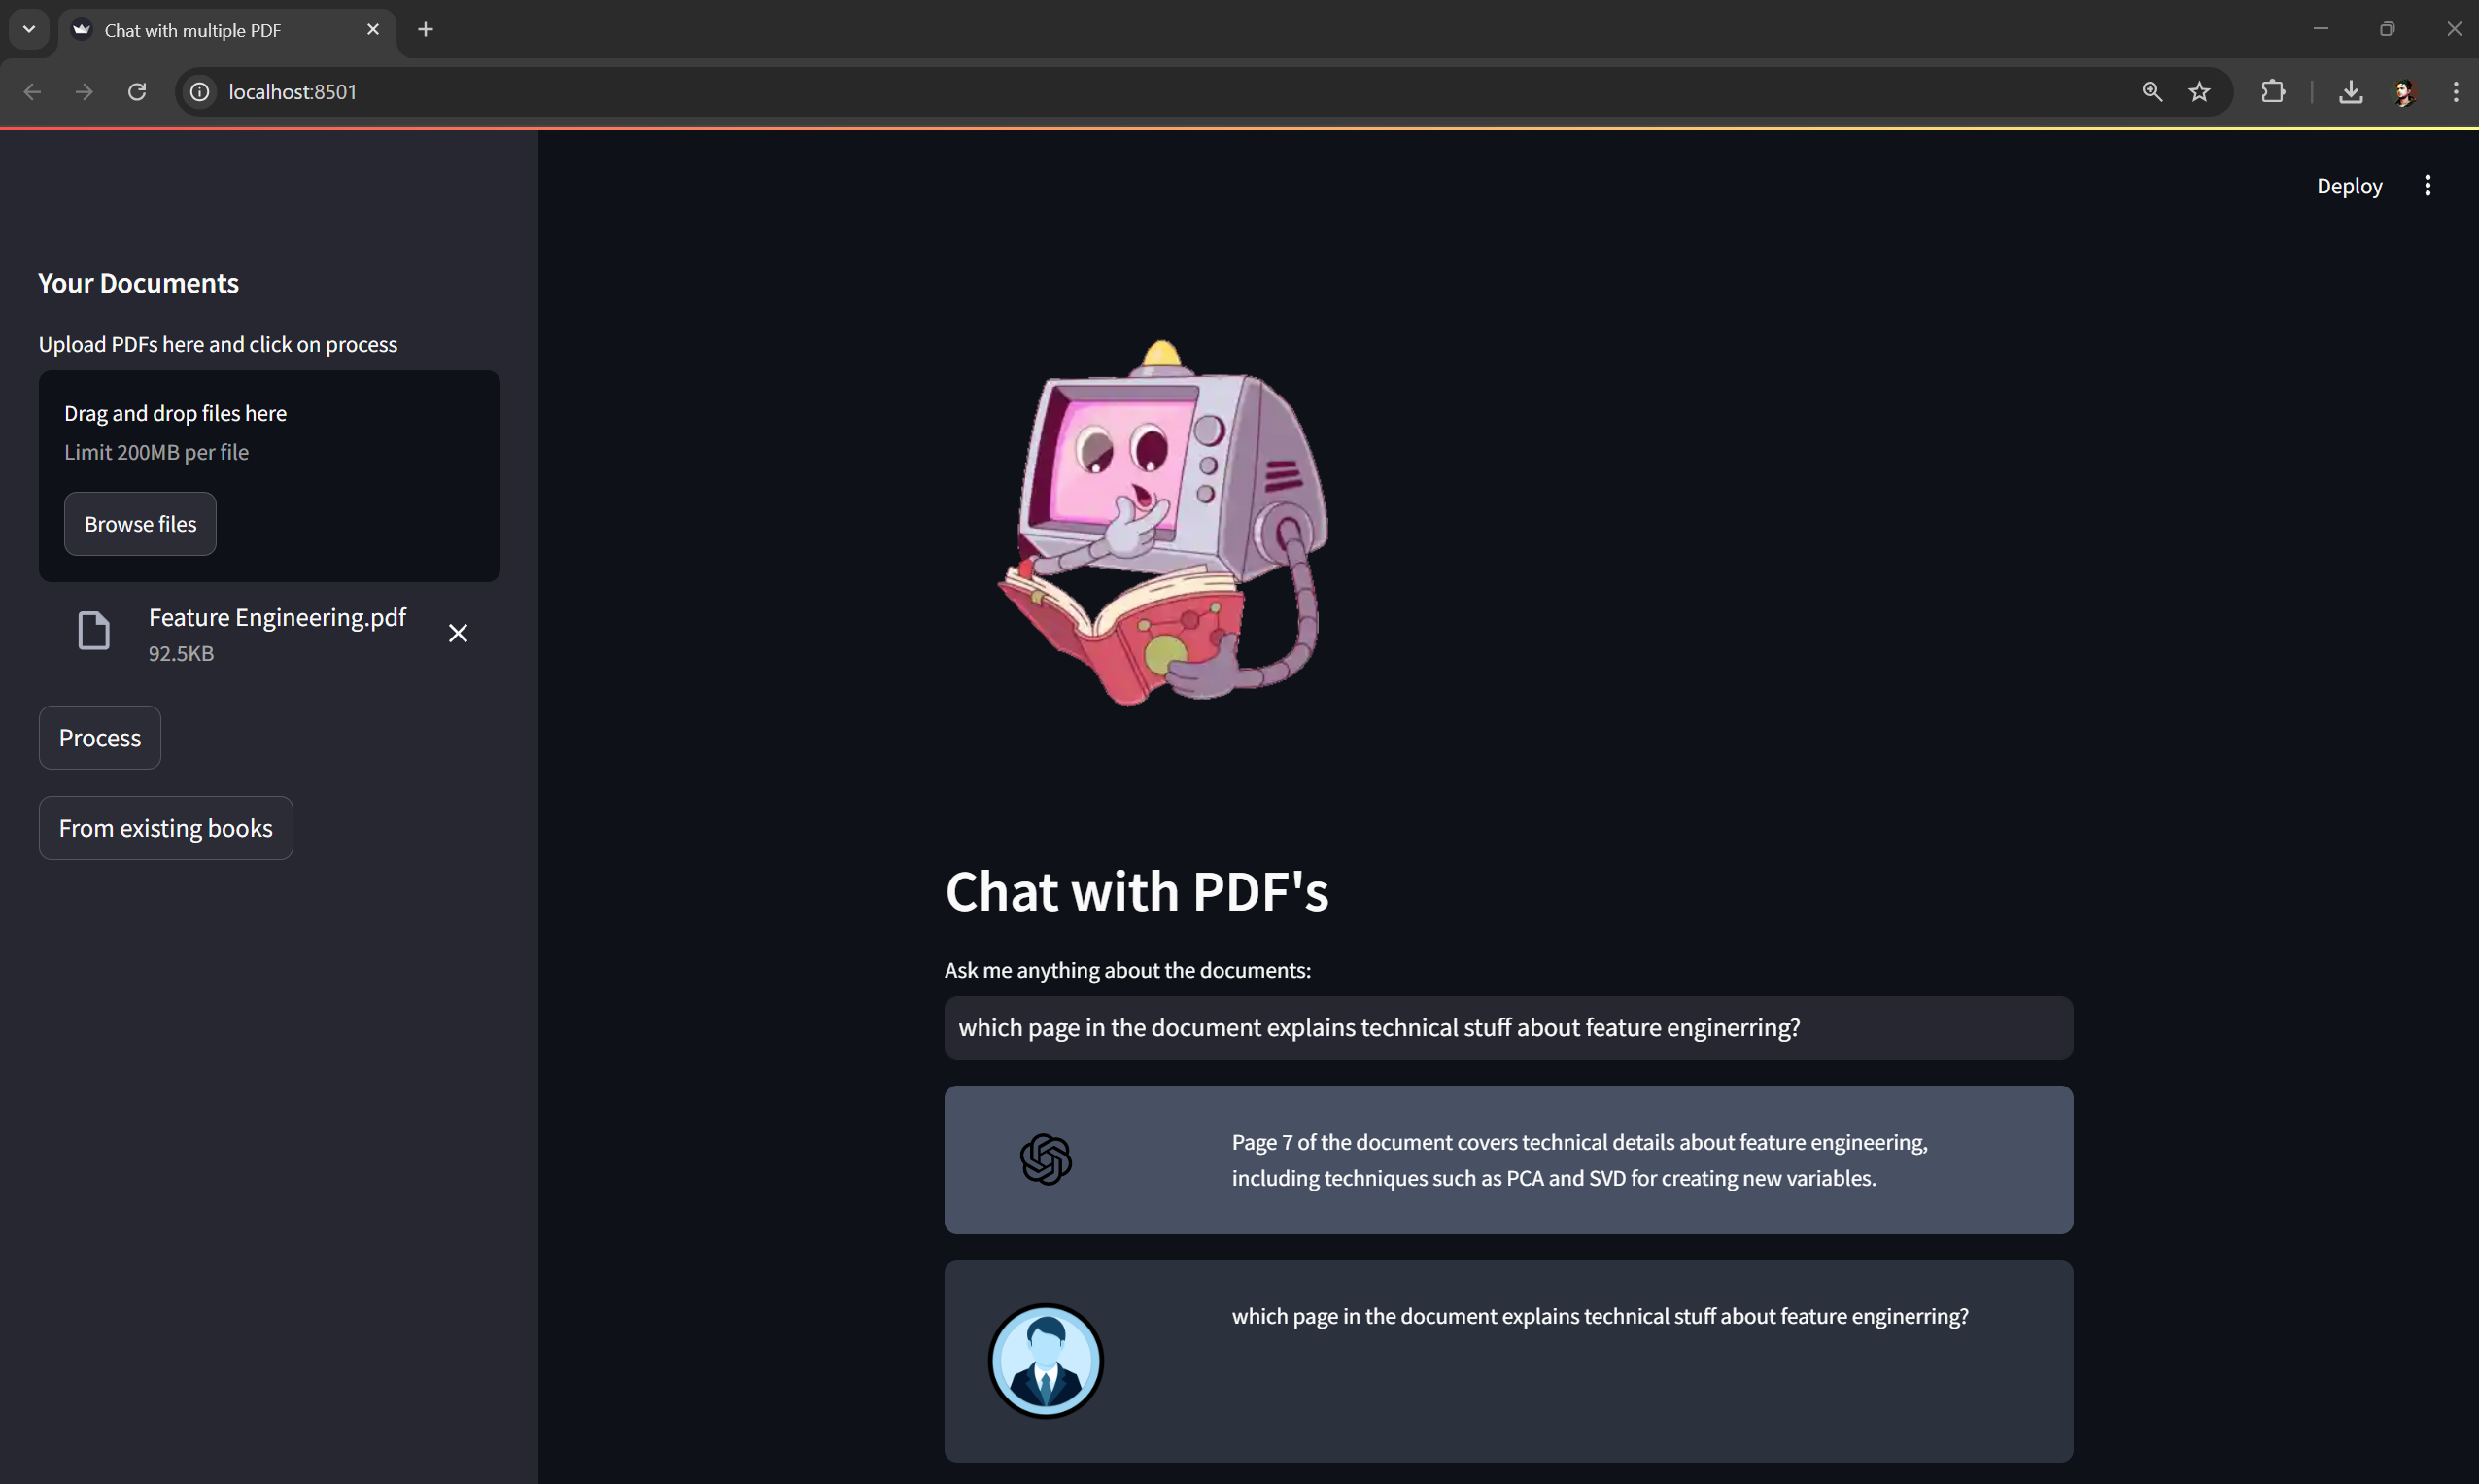 Chat with multiple PDF
localhost:8501
Deploy
Your Documents
Upload PDFs here and click on process
Drag and drop files here
Limit 200MB per file
Browse files
Feature Engineering.pdf
92.5KB
Process
From existing books
Chat with PDF's
Ask me anything about the documents:
which page in the document explains technical stuff about feature enginerring?
Page 7 of the document covers technical details about feature engineering,
including techniques such as PCA and SVD for creating new variables.
which page in the document explains technical stuff about feature enginerring?